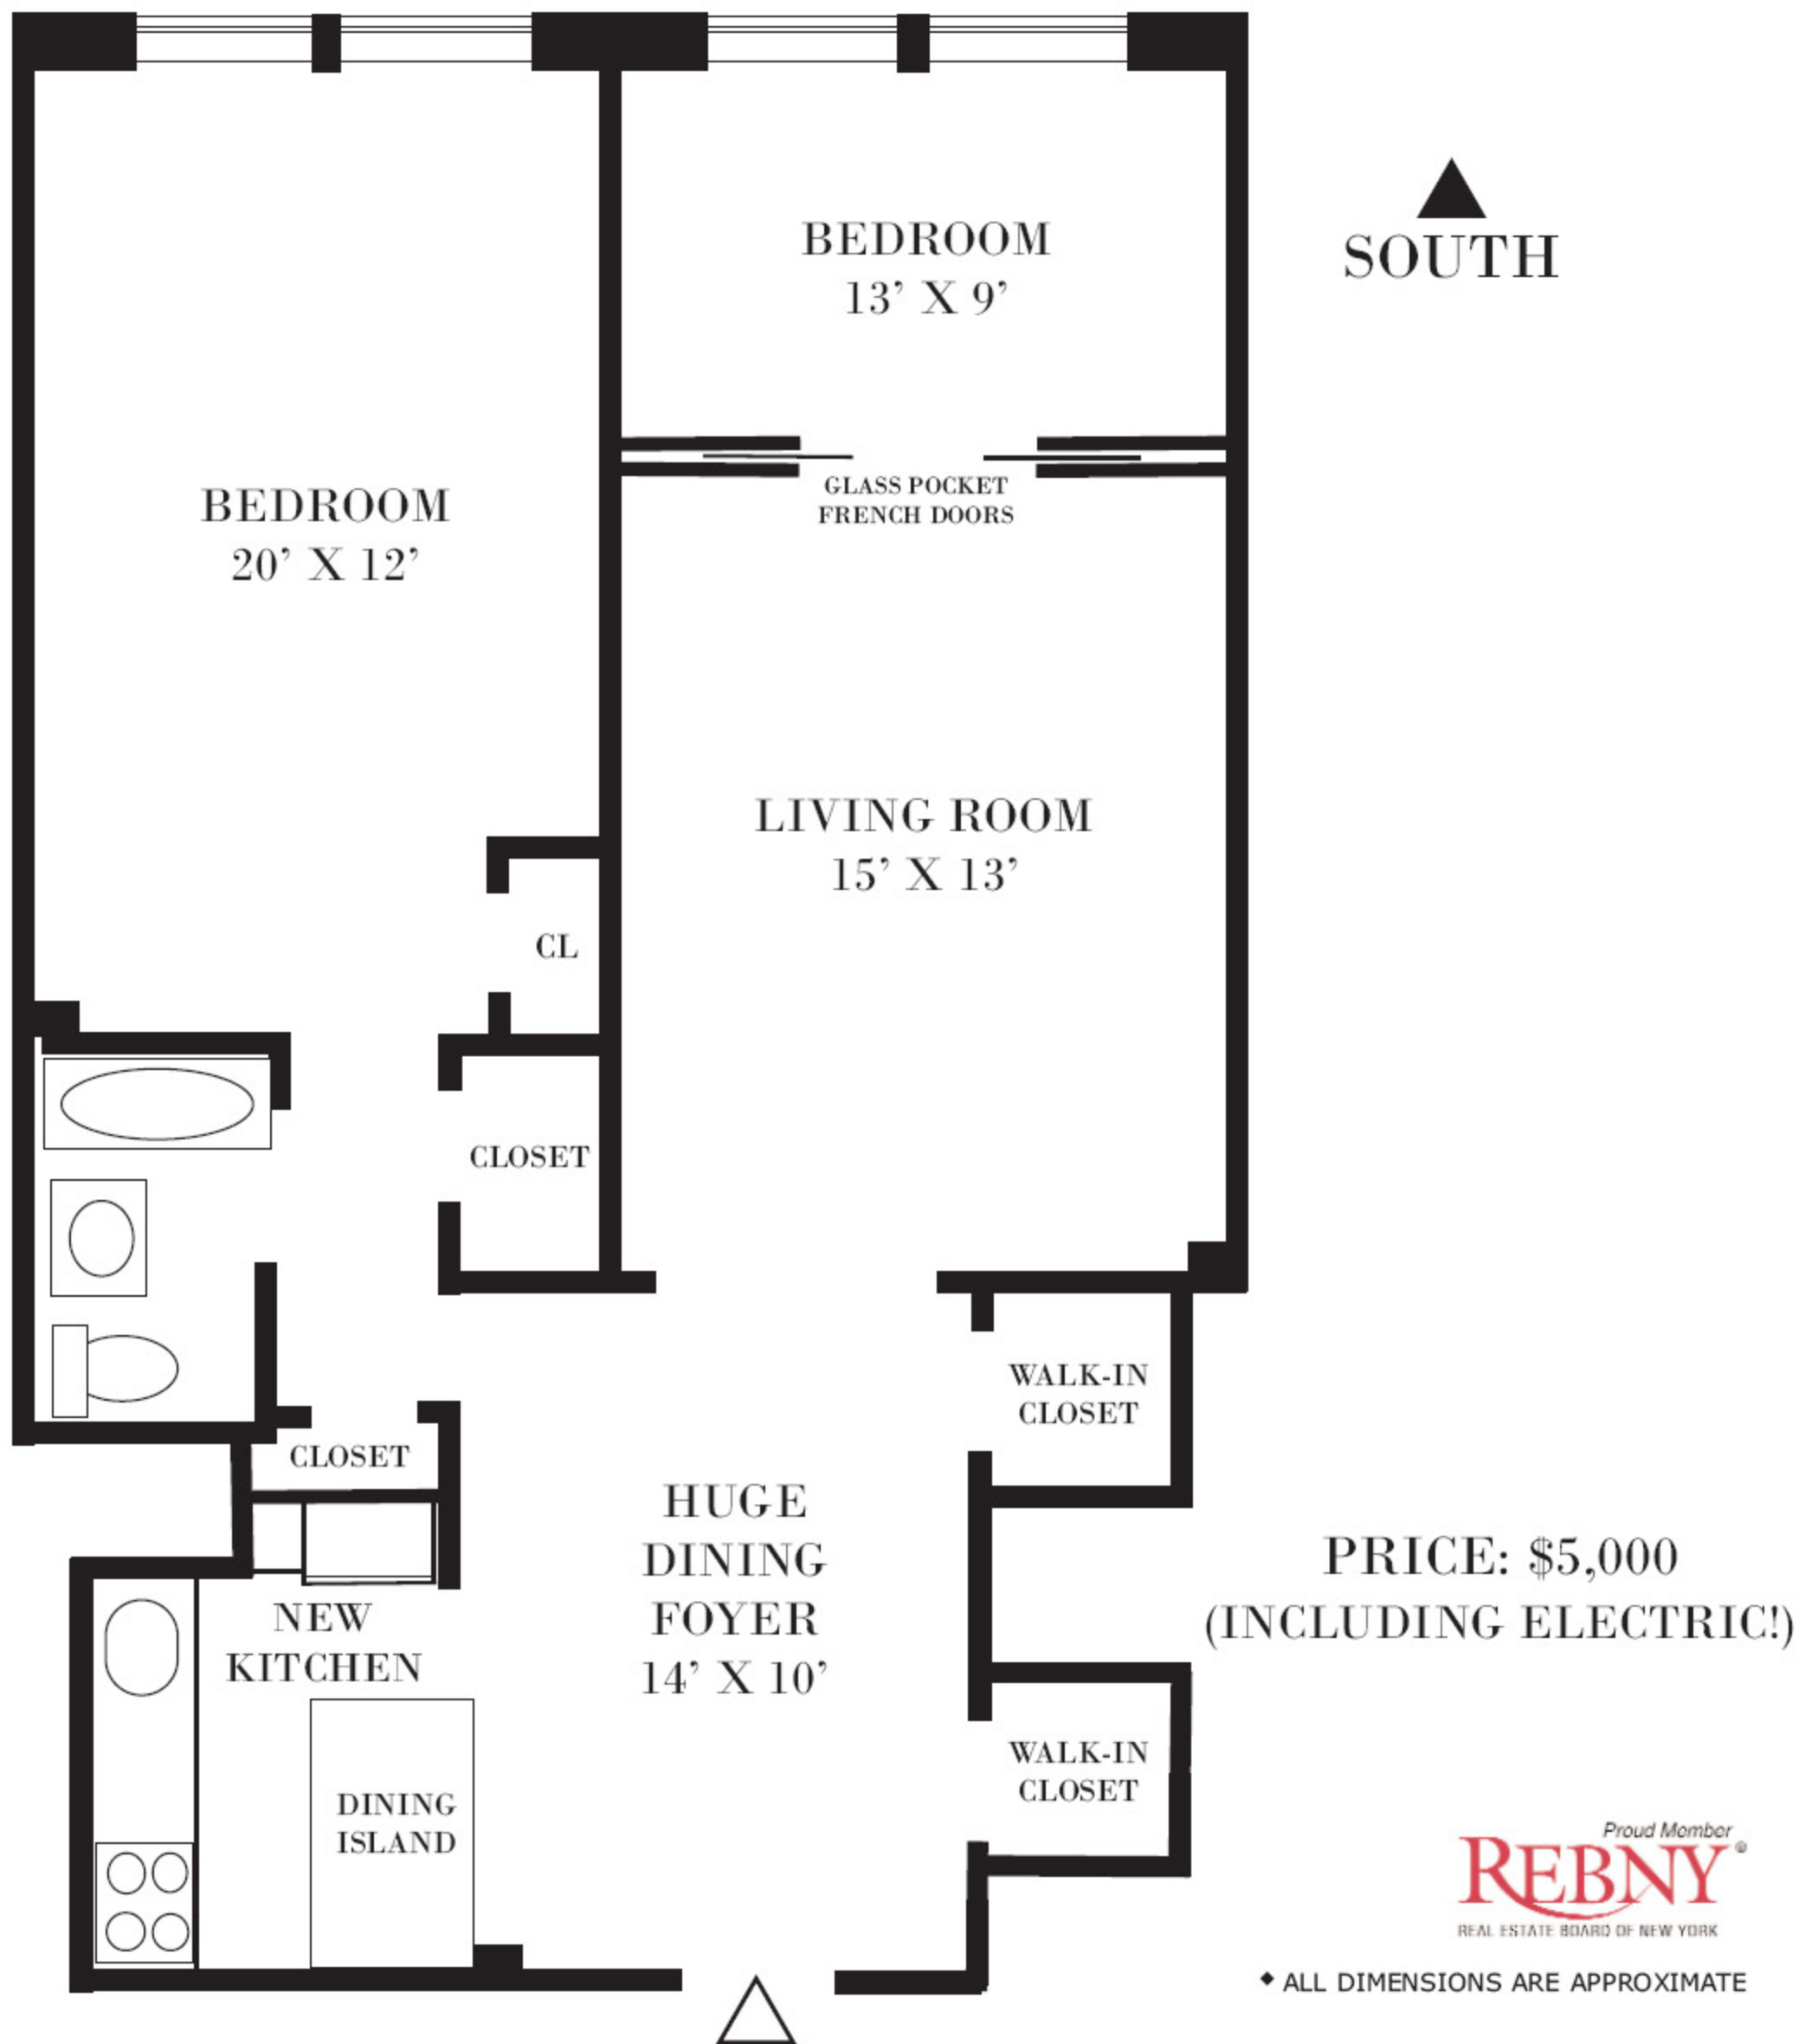 BEDROOM
13’ X 9’
SOUTH
GLASS POCKET
FRENCH DOORS
BEDROOM
20’ X 12’
LIVING ROOM
15’ X 13’
CL
CLOSET
WALK-IN
CLOSET
CLOSET
HUGE
DINING
FOYER
14’ X 10’
NEW
KITCHEN
PRICE: $5,000
(INCLUDING ELECTRIC!)
WALK-IN
CLOSET
DINING
ISLAND
Proud Member
REBNY®
REAL ESTATE BOARD OF NEW YORK
◆ ALL DIMENSIONS ARE APPROXIMATE